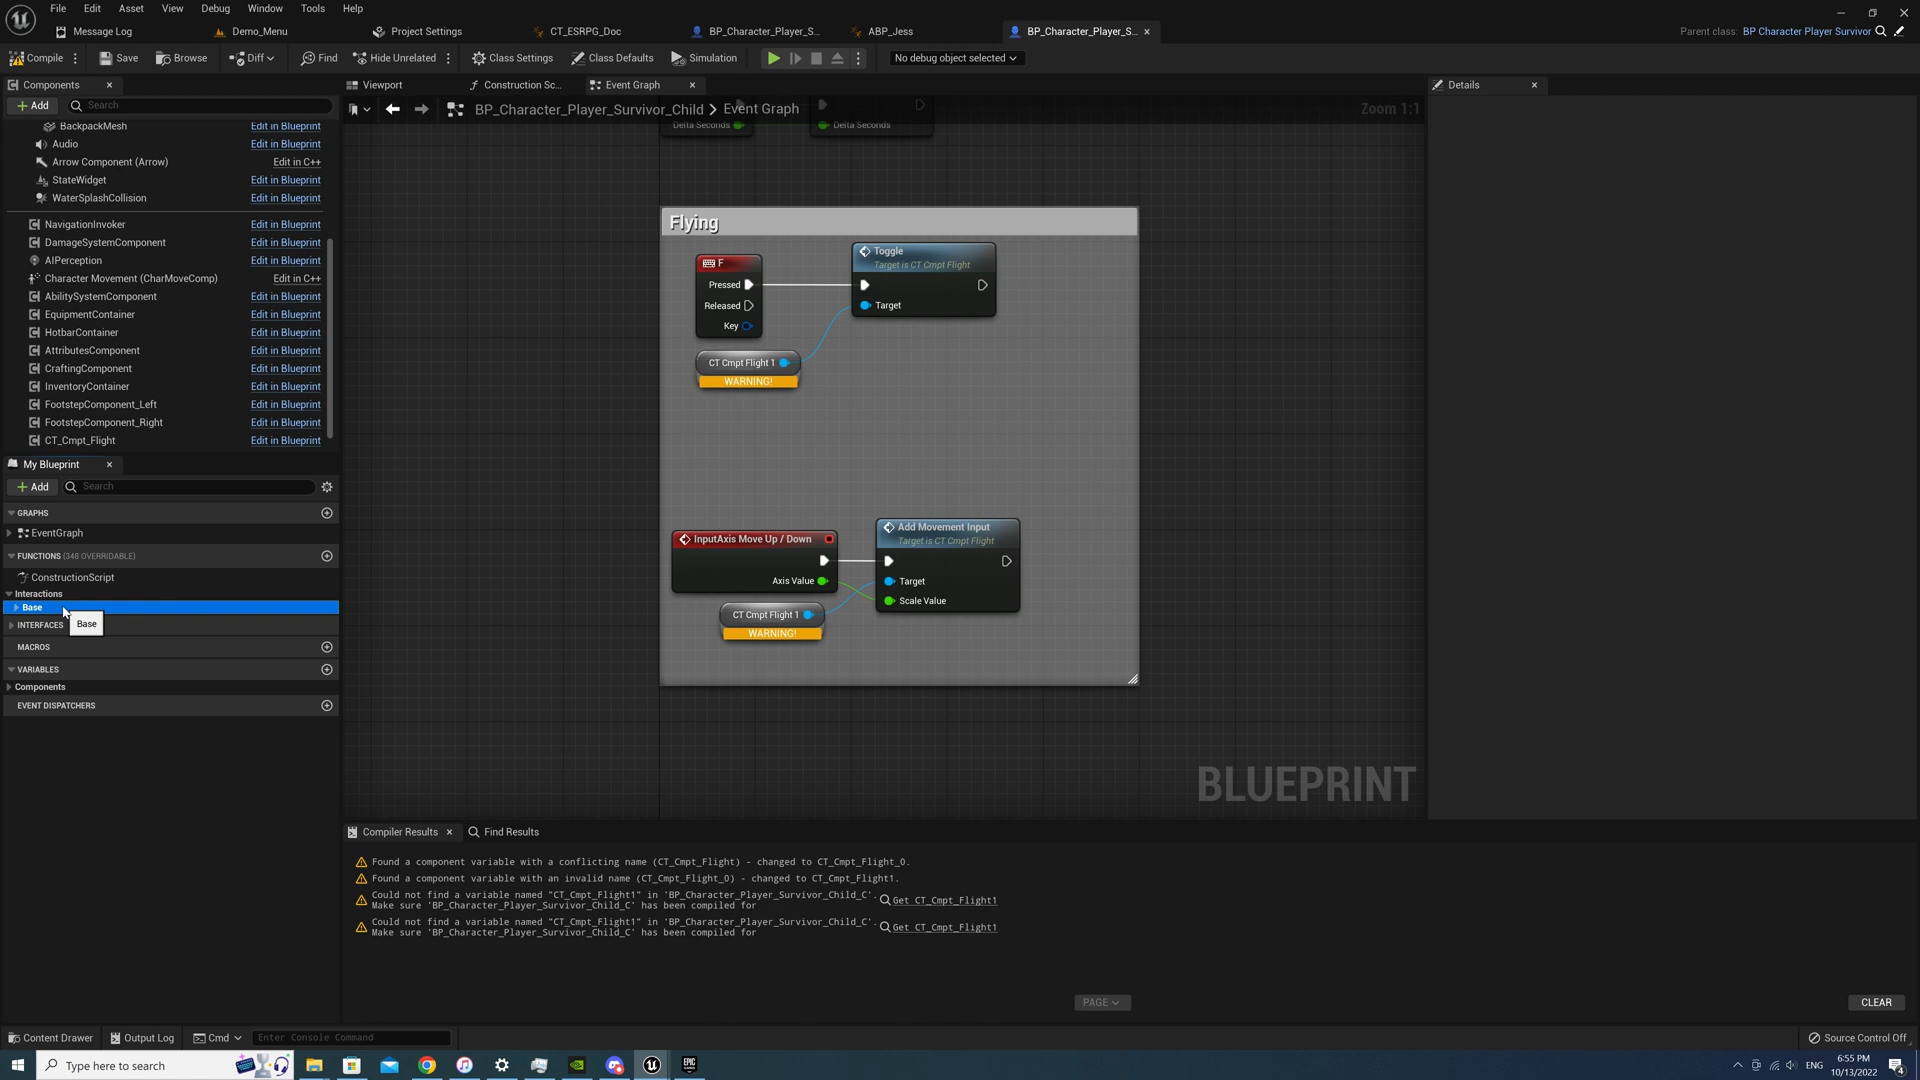 File Edit Asset View Debug Window Tools Help
Message Log Demo_Menu Project Settings CT_ESRPG_Doc BP_Character_Player_S... ABP_Jess BP_Character_Player_S... Parent class: BP Character Player Survivor
Compile Save Browse Diff Find Hide Unrelated Class Settings Class Defaults Simulation No debug object selected
Components Viewport Construction Sc... Event Graph Details
Add Search BP_Character_Player_Survivor_Child > Event Graph Zoom 1:1
BackpackMesh Edit in Blueprint
Audio Edit in Blueprint
Arrow Component (Arrow) Edit in C++
StateWidget Edit in Blueprint
WaterSplashCollision Edit in Blueprint
NavigationInvoker Edit in Blueprint
DamageSystemComponent Edit in Blueprint
AIPerception Edit in Blueprint
Character Movement (CharMoveComp) Edit in C++
AbilitySystemComponent Edit in Blueprint
EquipmentContainer Edit in Blueprint
HotbarContainer Edit in Blueprint
AttributesComponent Edit in Blueprint
CraftingComponent Edit in Blueprint
InventoryContainer Edit in Blueprint
FootstepComponent_Left Edit in Blueprint
FootstepComponent_Right Edit in Blueprint
CT_Cmpt_Flight Edit in Blueprint
My Blueprint
Add Search
GRAPHS
EventGraph
FUNCTIONS (348 OVERRIDABLE)
ConstructionScript
Interactions
Base
Base
INTERFACES
MACROS
VARIABLES
Components
EVENT DISPATCHERS
Delta Seconds Delta Seconds
Flying
F
Pressed
Released
Key
Toggle
Target is CT Cmpt Flight
Target
CT Cmpt Flight 1
WARNING!
InputAxis Move Up / Down
Axis Value
Add Movement Input
Target is CT Cmpt Flight
Target
Scale Value
CT Cmpt Flight 1
WARNING!
BLUEPRINT
Compiler Results Find Results
Found a component variable with a conflicting name (CT_Cmpt_Flight) - changed to CT_Cmpt_Flight_0.
Found a component variable with an invalid name (CT_Cmpt_Flight_0) - changed to CT_Cmpt_Flight1.
Could not find a variable named "CT_Cmpt_Flight1" in 'BP_Character_Player_Survivor_Child_C'.
Make sure 'BP_Character_Player_Survivor_Child_C' has been compiled for Get CT_Cmpt_Flight1
Could not find a variable named "CT_Cmpt_Flight1" in 'BP_Character_Player_Survivor_Child_C'.
Make sure 'BP_Character_Player_Survivor_Child_C' has been compiled for Get CT_Cmpt_Flight1
PAGE CLEAR
Content Drawer Output Log Cmd Enter Console Command Source Control Off
Type here to search ENG 6:55 PM
10/13/2022 4